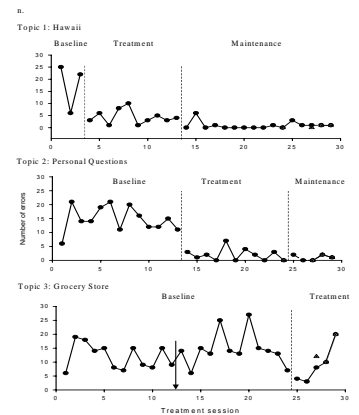 n.
Topic 1: Hawaii
Baseline Treatment Maintenance
30
25
20
15
10
5
0
0 5 10 15 20 25 30
Topic 2: Personal Questions
Baseline Treatment Maintenance
Number of errors
30
25
20
15
10
5
0
0 5 10 15 20 25 30
Topic 3: Grocery Store
Baseline Treatment
30
25
20
15
10
5
0
0 5 10 15 20 25 30
Treatment session